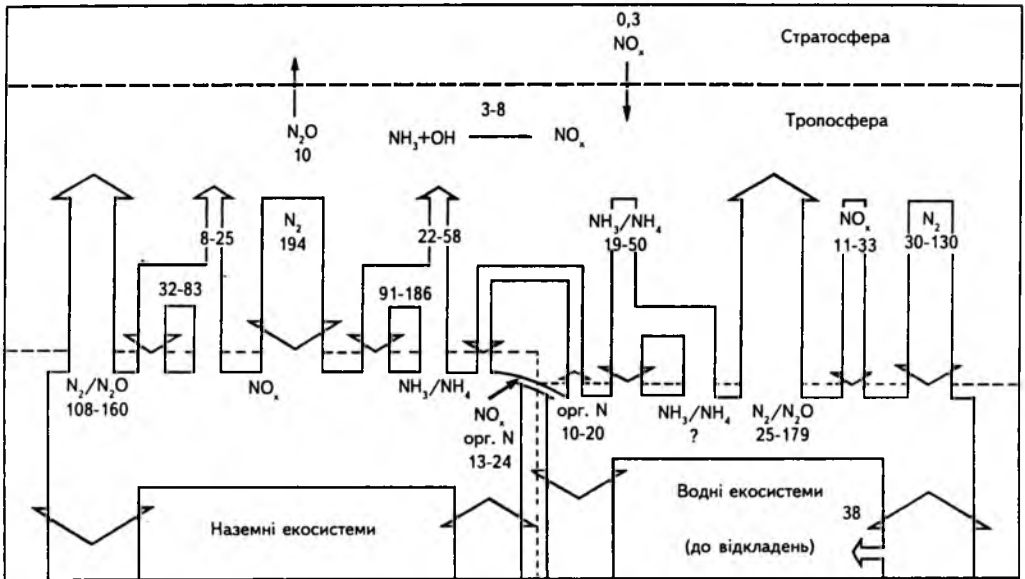 0,3
NOₓ
Стратосфера
N₂O
10
3-8
NH₃+OH
NOₓ
Тропосфера
8-25
N₂
194
22-58
NH₃/NH₄
19-50
NOₓ
11-33
N₂
30-130
32-83
91-186
N₂/N₂O
108-160
NOₓ
NH₃/NH₄
NOₓ
орг. N
13-24
орг. N
10-20
NH₃/NH₄
?
N₂/N₂O
25-179
Наземні екосистеми
Водні екосистеми
38
(до відкладень)